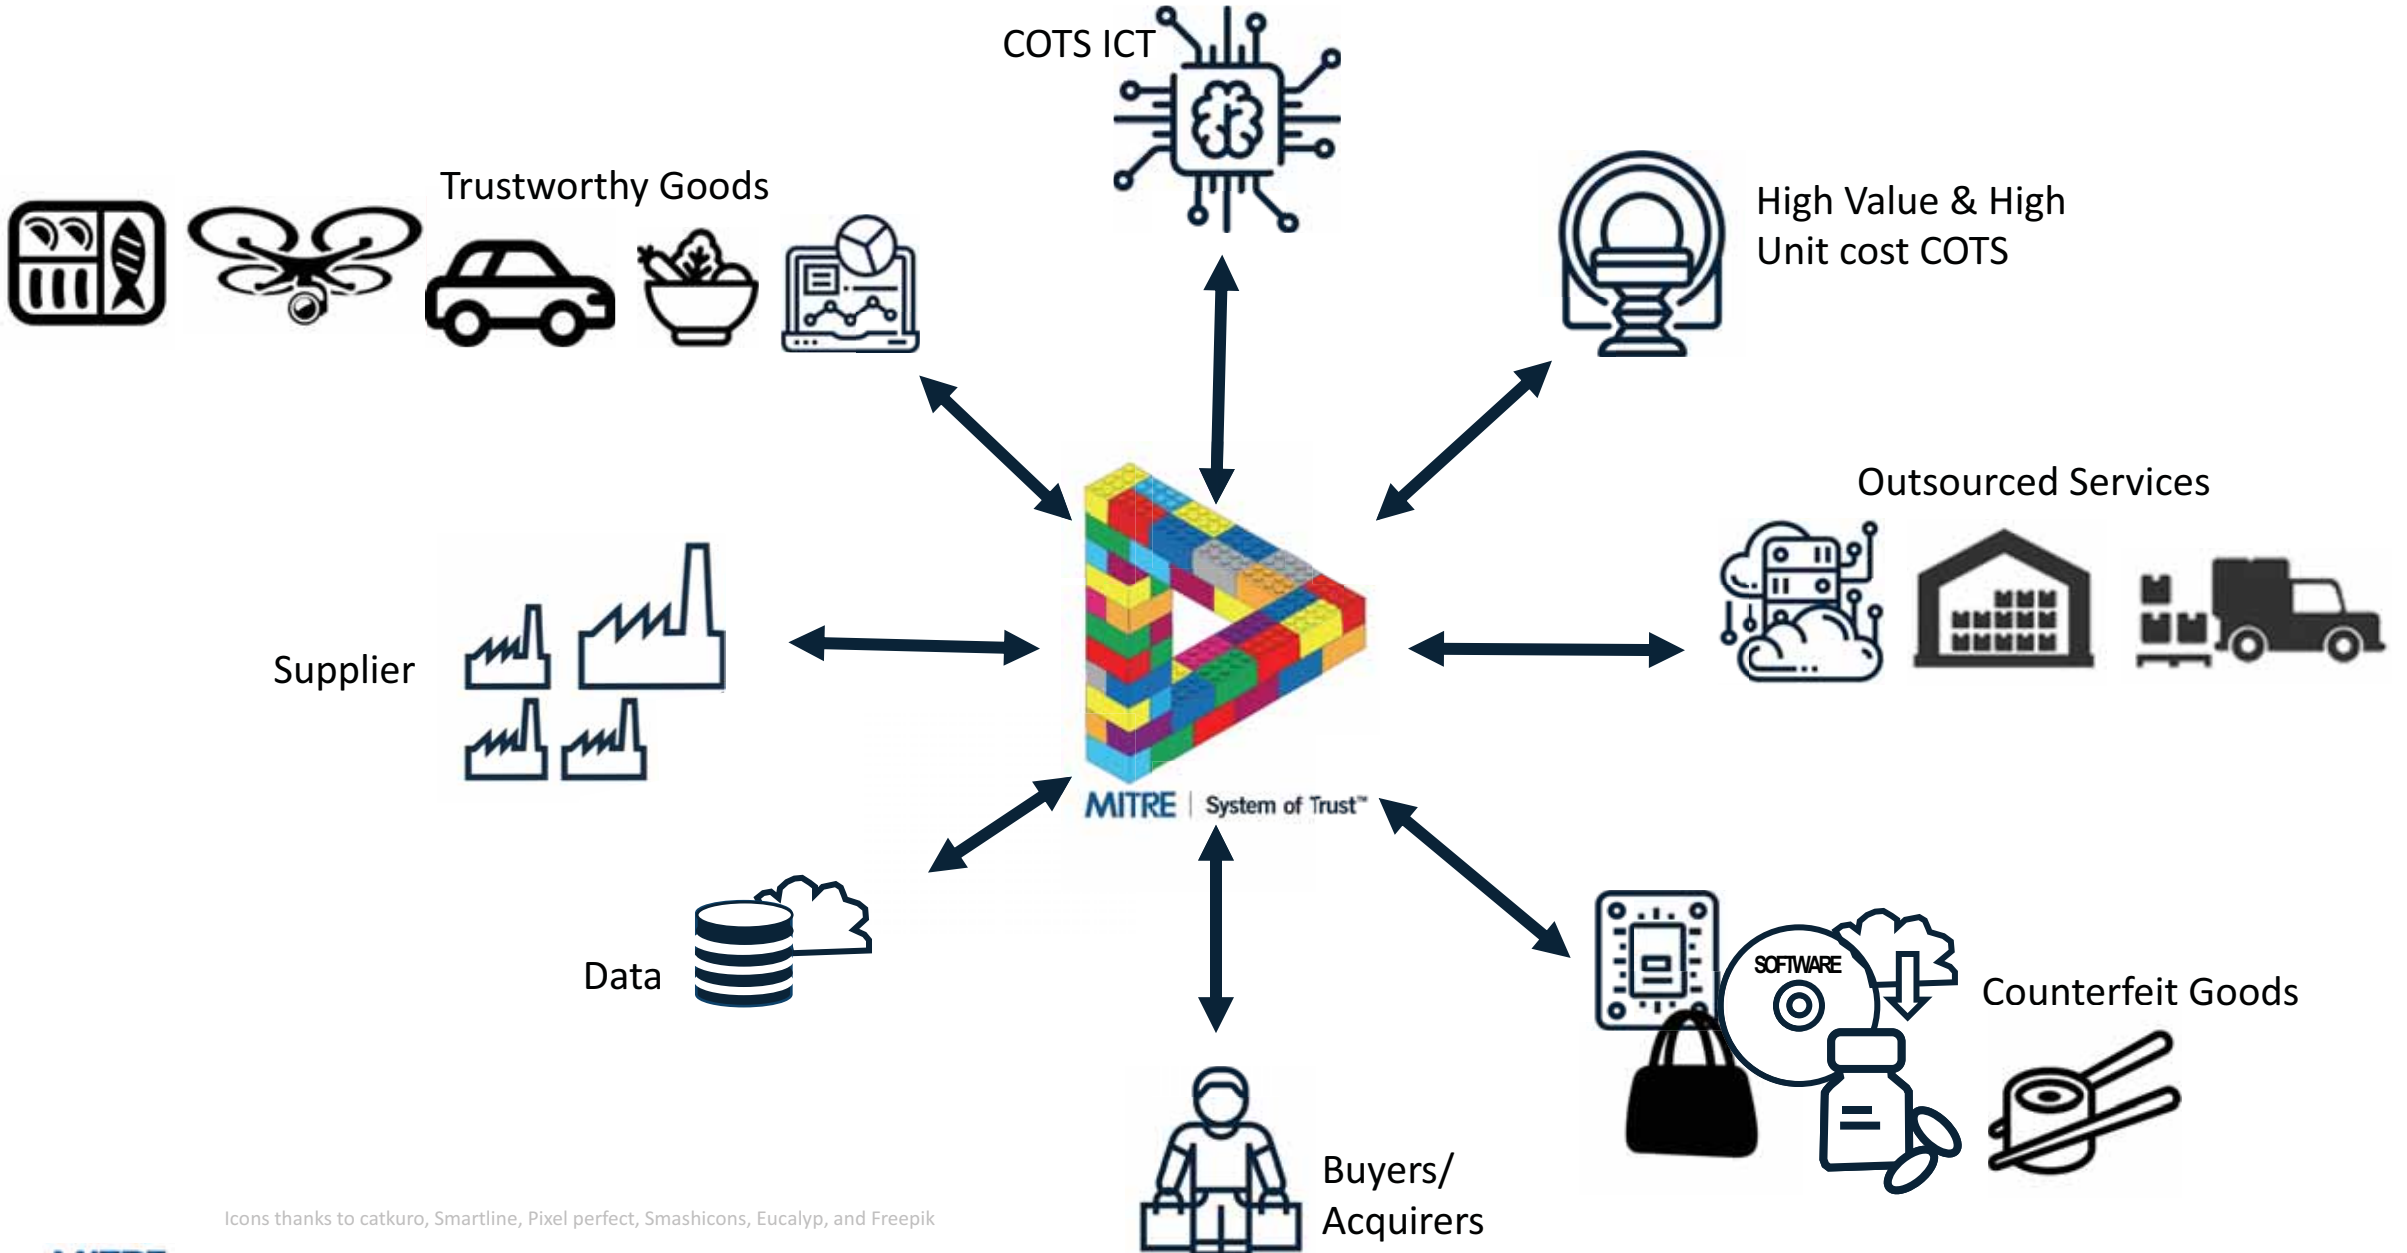 COTS ICT
Trustworthy Goods
High Value & High
Unit cost COTS
Outsourced Services
Supplier
MITRE | System of Trust™
Data
SOFTWARE
Counterfeit Goods
Buyers/
Acquirers
Icons thanks to catkuro, Smartline, Pixel perfect, Smashicons, Eucalyp, and Freepik